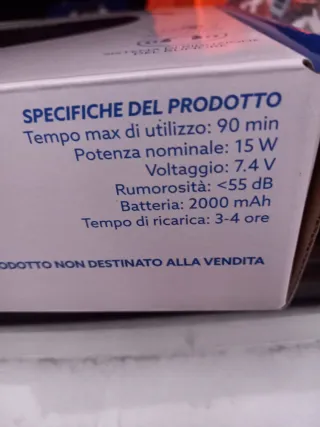 SPECIFICHE DEL PRODOTTO
Tempo max di utilizzo: 90 min
Potenza nominale: 15 W
Voltaggio: 7.4 V
Rumorosità: <55 dB
Batteria: 2000 mAh
Tempo di ricarica: 3-4 ore
ODOTTO NON DESTINATO ALLA VENDITA